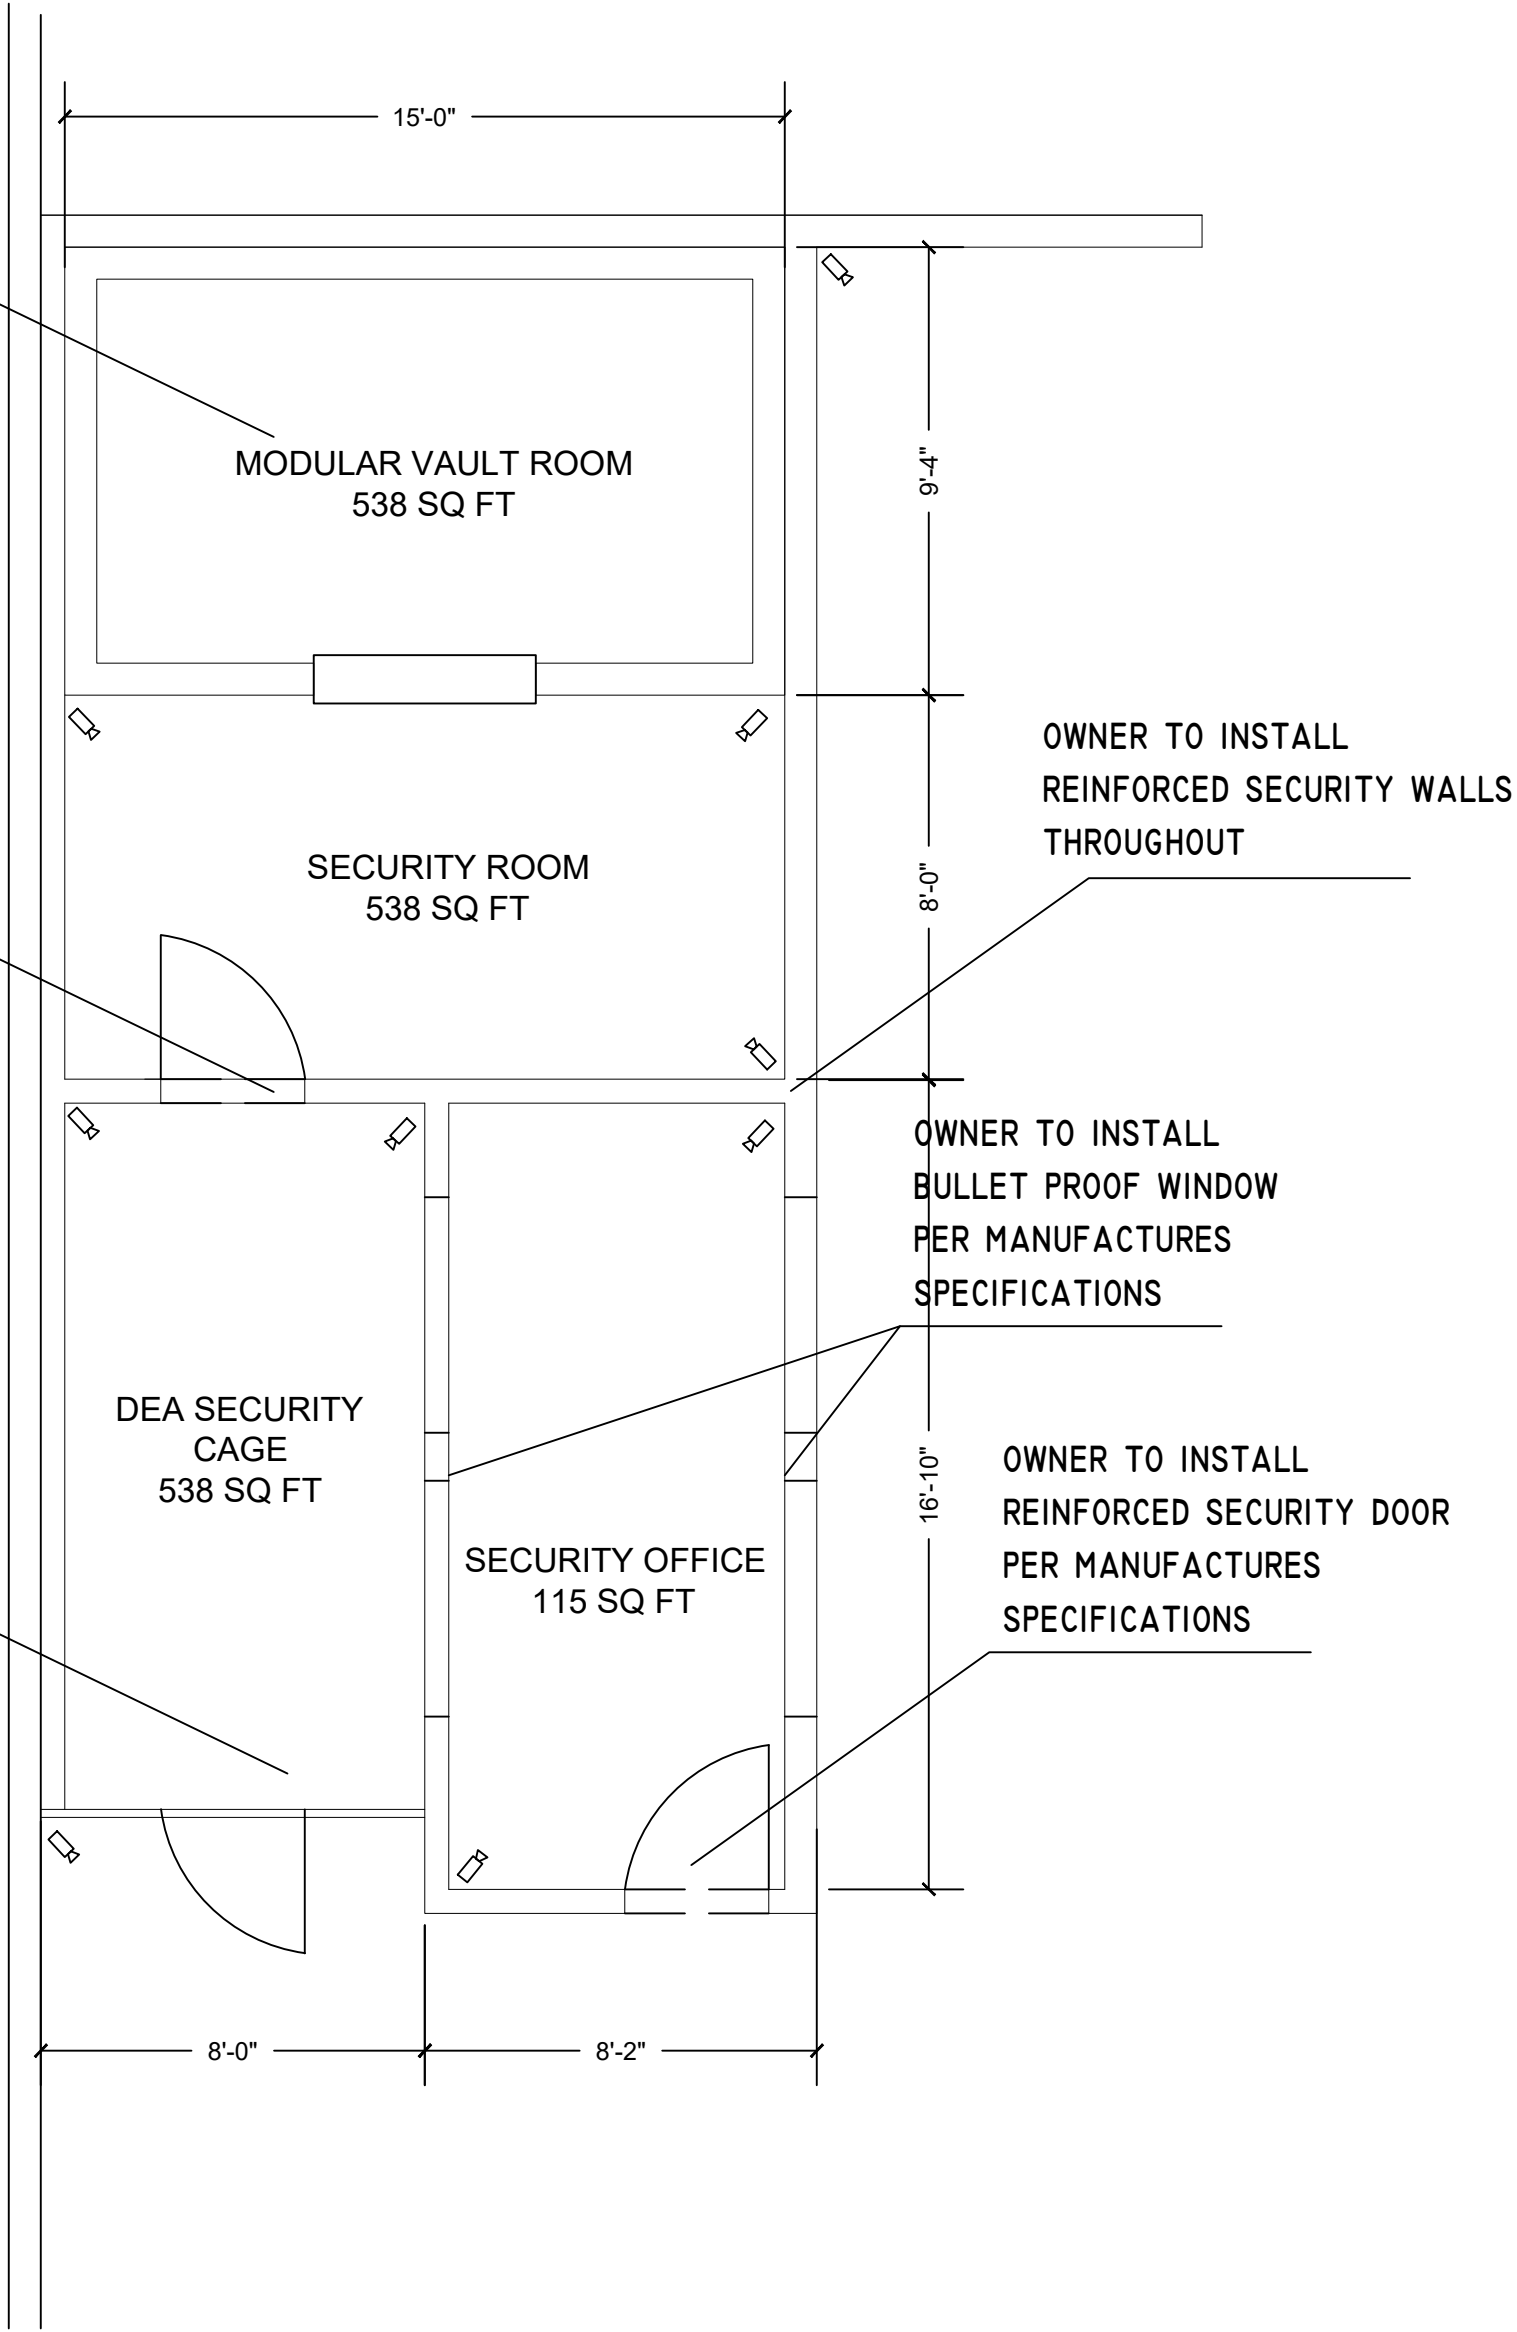 15'-0"
MODULAR VAULT ROOM
538 SQ FT
9'-4"
OWNER TO INSTALL
REINFORCED SECURITY WALLS
THROUGHOUT
SECURITY ROOM
538 SQ FT
8'-0"
OWNER TO INSTALL
BULLET PROOF WINDOW
PER MANUFACTURES
SPECIFICATIONS
DEA SECURITY
CAGE
538 SQ FT
16'-10"
OWNER TO INSTALL
REINFORCED SECURITY DOOR
PER MANUFACTURES
SPECIFICATIONS
SECURITY OFFICE
115 SQ FT
8'-0"
8'-2"